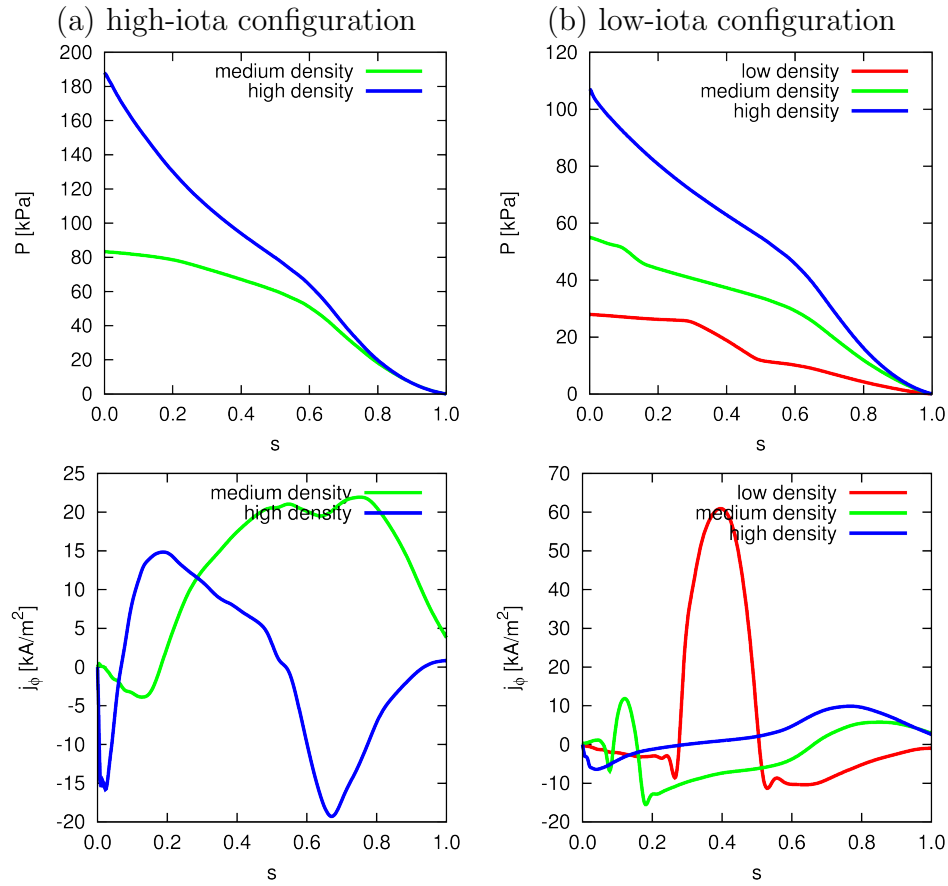 (a) high-iota configuration
(b) low-iota configuration
200
180
160
140
120
100
80
60
40
20
0
P [kPa]
medium density
high density
0.0 0.2 0.4 0.6 0.8 1.0
s
120
100
80
60
40
20
0
P [kPa]
low density
medium density
high density
0.0 0.2 0.4 0.6 0.8 1.0
s
25
20
15
10
5
0
-5
-10
-15
-20
jϕ [kA/m²]
medium density
high density
0.0 0.2 0.4 0.6 0.8 1.0
s
70
60
50
40
30
20
10
0
-10
-20
jϕ [kA/m²]
low density
medium density
high density
0.0 0.2 0.4 0.6 0.8 1.0
s